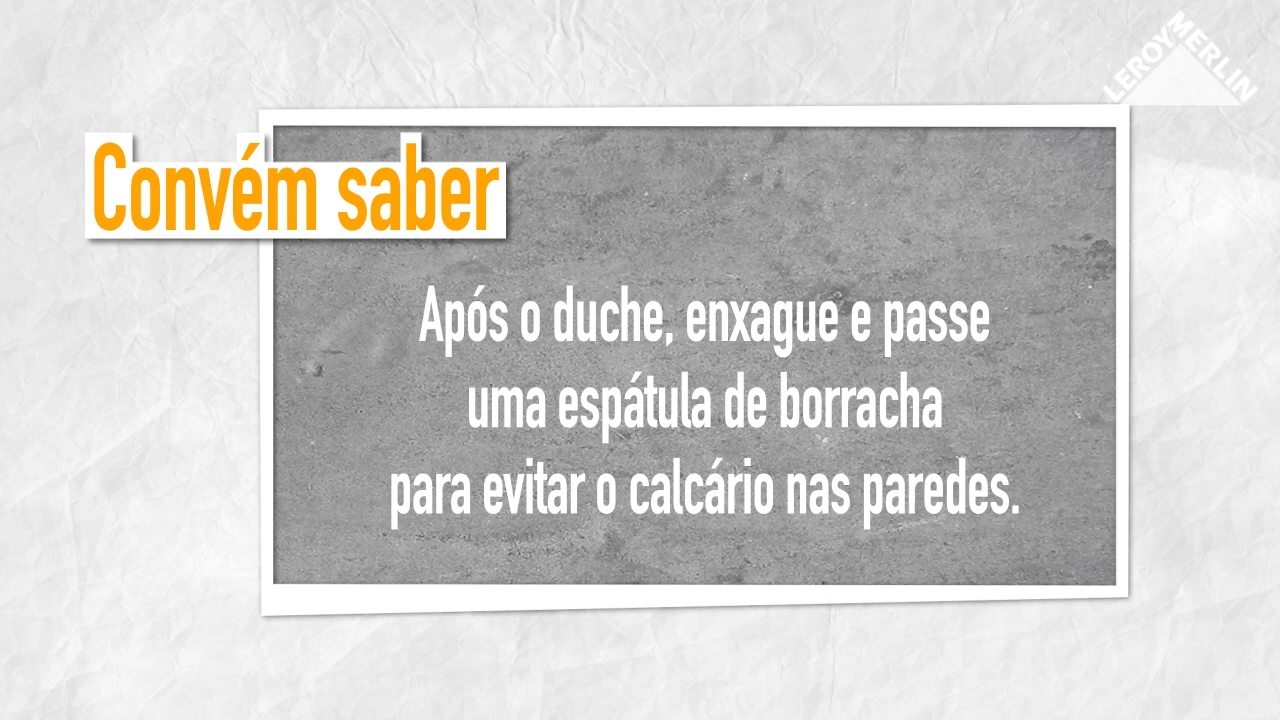 LEROY MERLIN
Convém saber
Após o duche, enxague e passe
uma espátula de borracha
para evitar o calcário nas paredes.